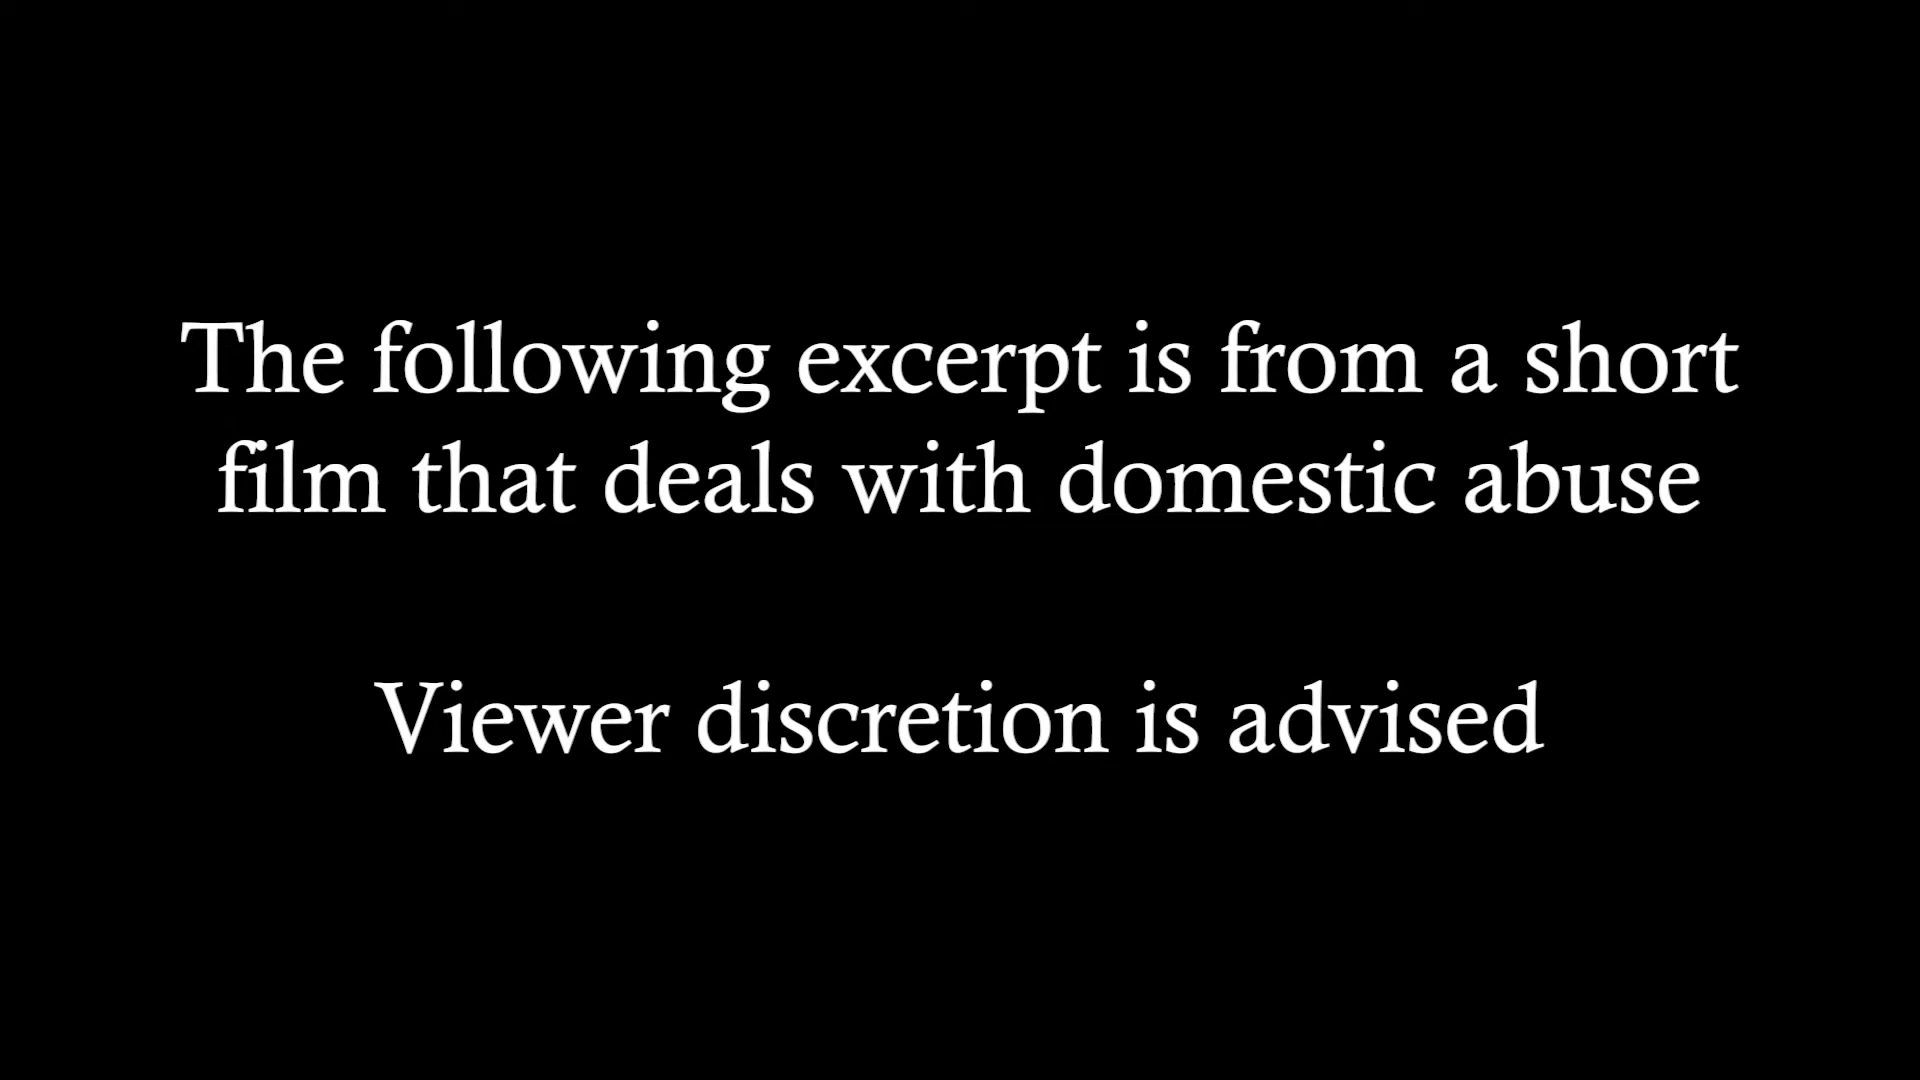 The following excerpt is from a short
film that deals with domestic abuse
Viewer discretion is advised